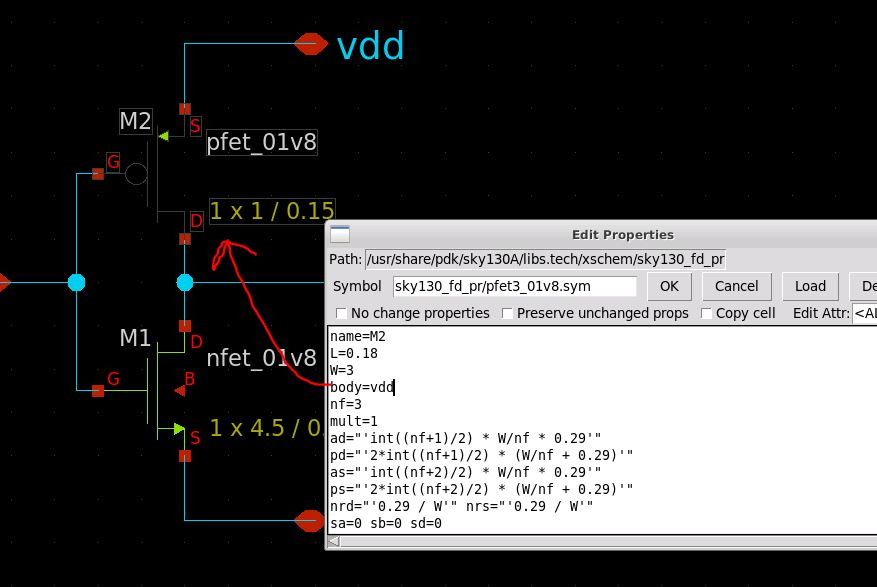 vdd
M2
S
pfet_01v8
G
D
1 x 1 / 0.15
M1
D
nfet_01v8
G
B
1 x 4.5 / 0.
S
Edit Properties
Path: /usr/share/pdk/sky130A/libs.tech/xschem/sky130_fd_pr
Symbol sky130_fd_pr/pfet3_01v8.sym OK Cancel Load De
No change properties Preserve unchanged props Copy cell Edit Attr: <AL
name=M2
L=0.18
W=3
body=vdd
nf=3
mult=1
ad="'int((nf+1)/2) * W/nf * 0.29'"
pd="'2*int((nf+1)/2) * (W/nf + 0.29)'"
as="'int((nf+2)/2) * W/nf * 0.29'"
ps="'2*int((nf+2)/2) * (W/nf + 0.29)'"
nrd="'0.29 / W'" nrs="'0.29 / W'"
sa=0 sb=0 sd=0